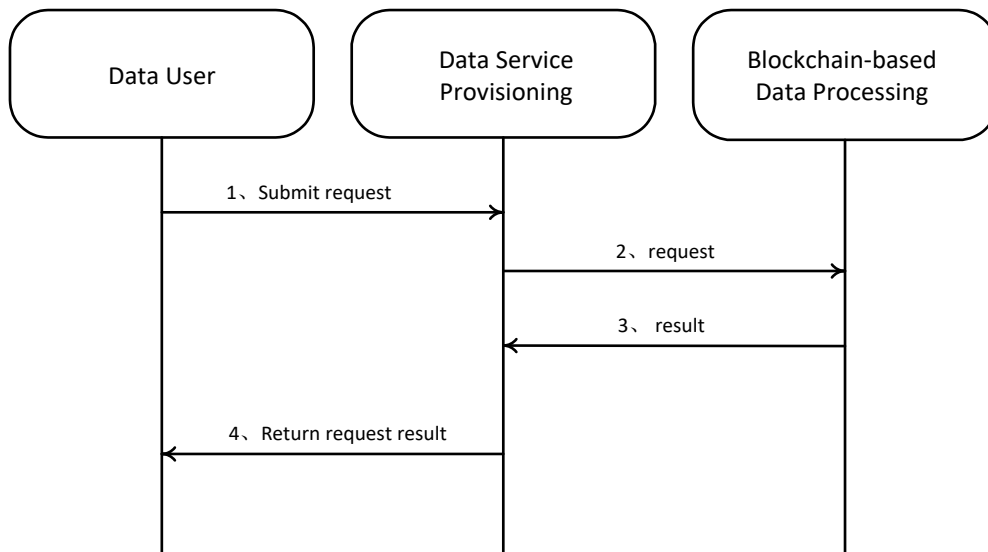 Data User
Data Service
Provisioning
Blockchain-based
Data Processing
1、Submit request
2、request
3、 result
4、Return request result